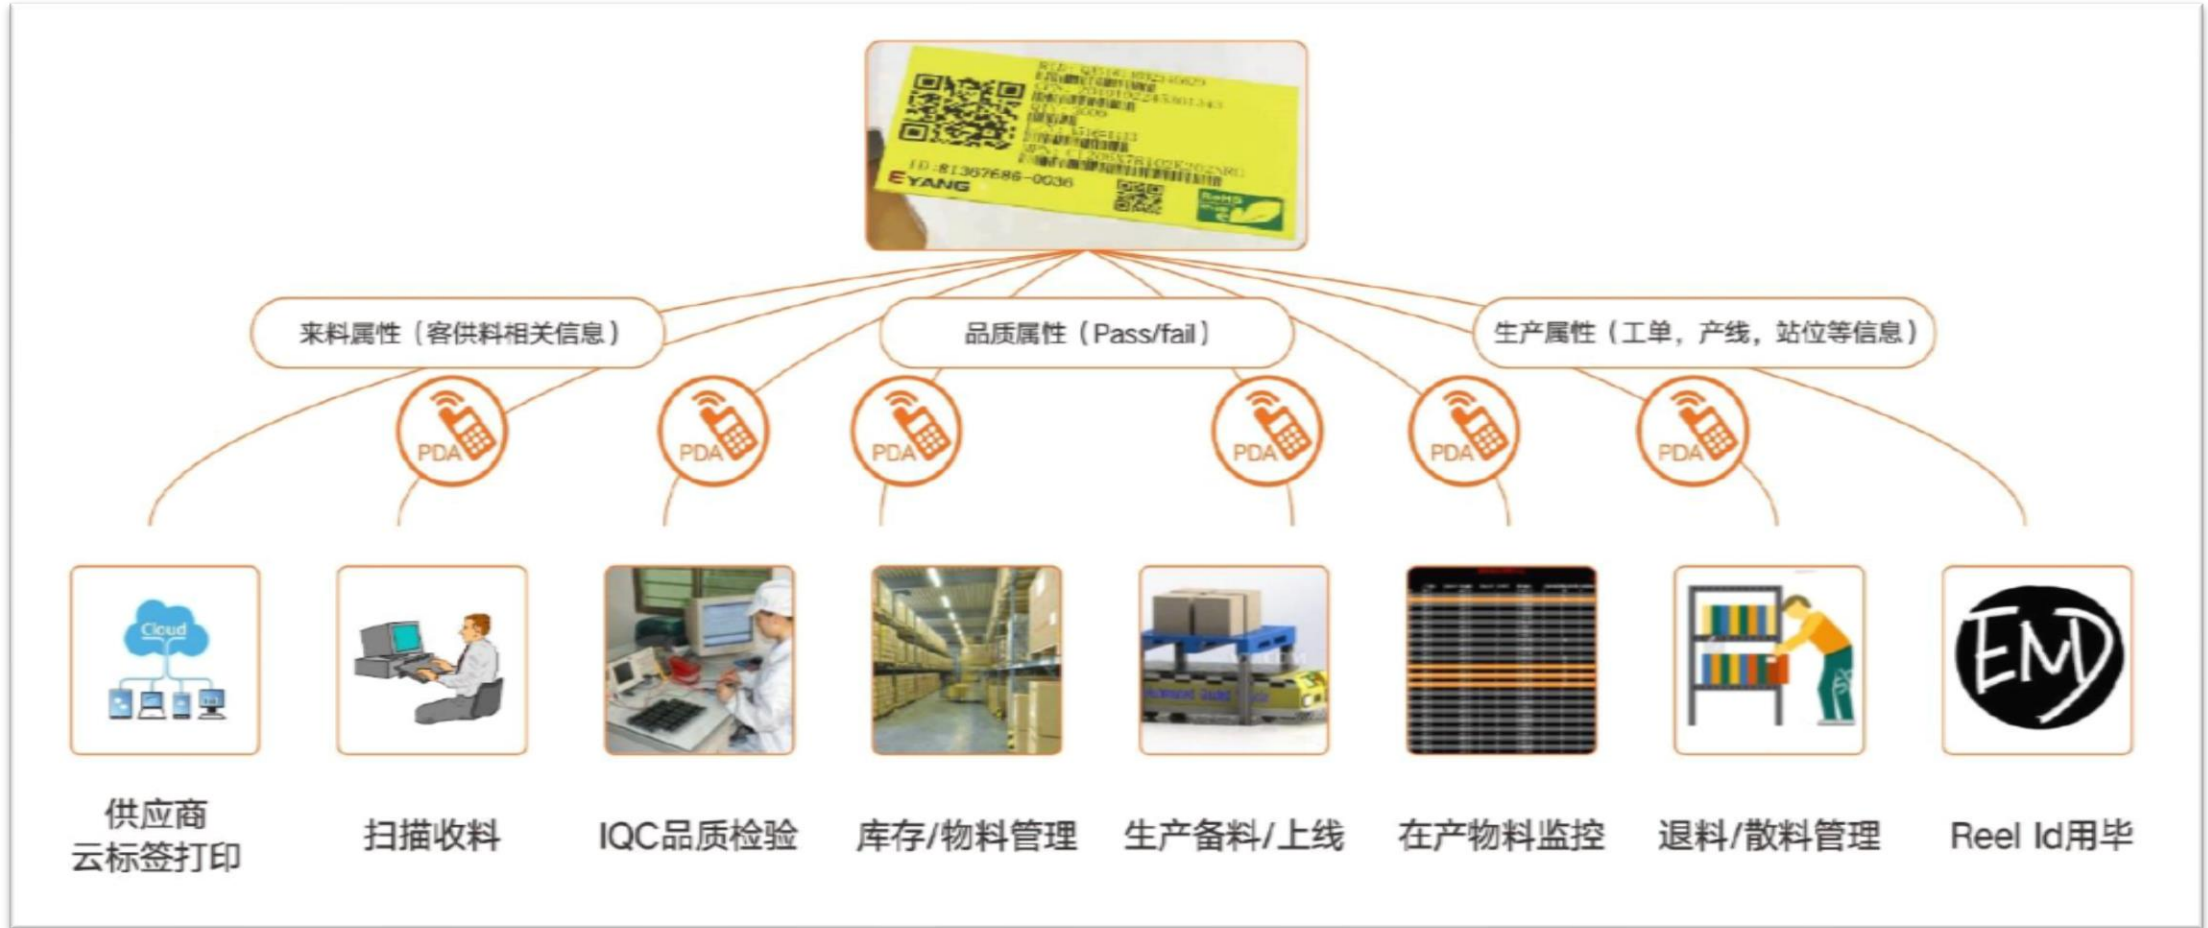 ID:81367686-0036
EYANG
RoHS
来料属性（客供料相关信息）
品质属性（Pass/fail）
生产属性（工单，产线，站位等信息）
PDA
PDA
PDA
PDA
PDA
PDA
Cloud
END
供应商
云标签打印
扫描收料
IQC品质检验
库存/物料管理
生产备料/上线
在产物料监控
退料/散料管理
Reel Id用毕